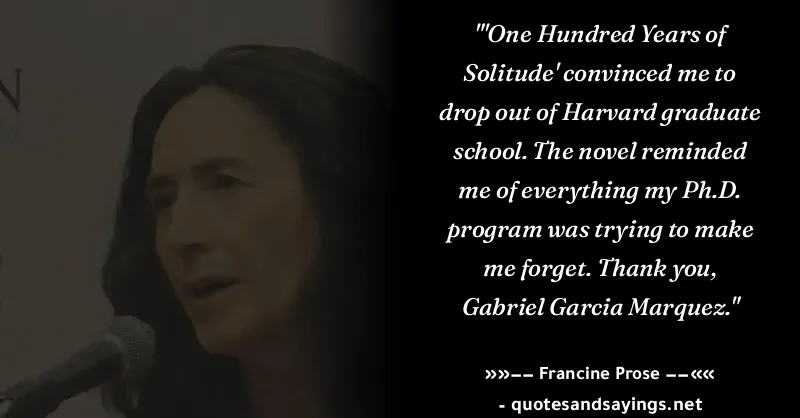 N
"'One Hundred Years of
Solitude' convinced me to
drop out of Harvard graduate
school. The novel reminded
me of everything my Ph.D.
program was trying to make
me forget. Thank you,
Gabriel Garcia Marquez."
»»—— Francine Prose ——««
- quotesandsayings.net